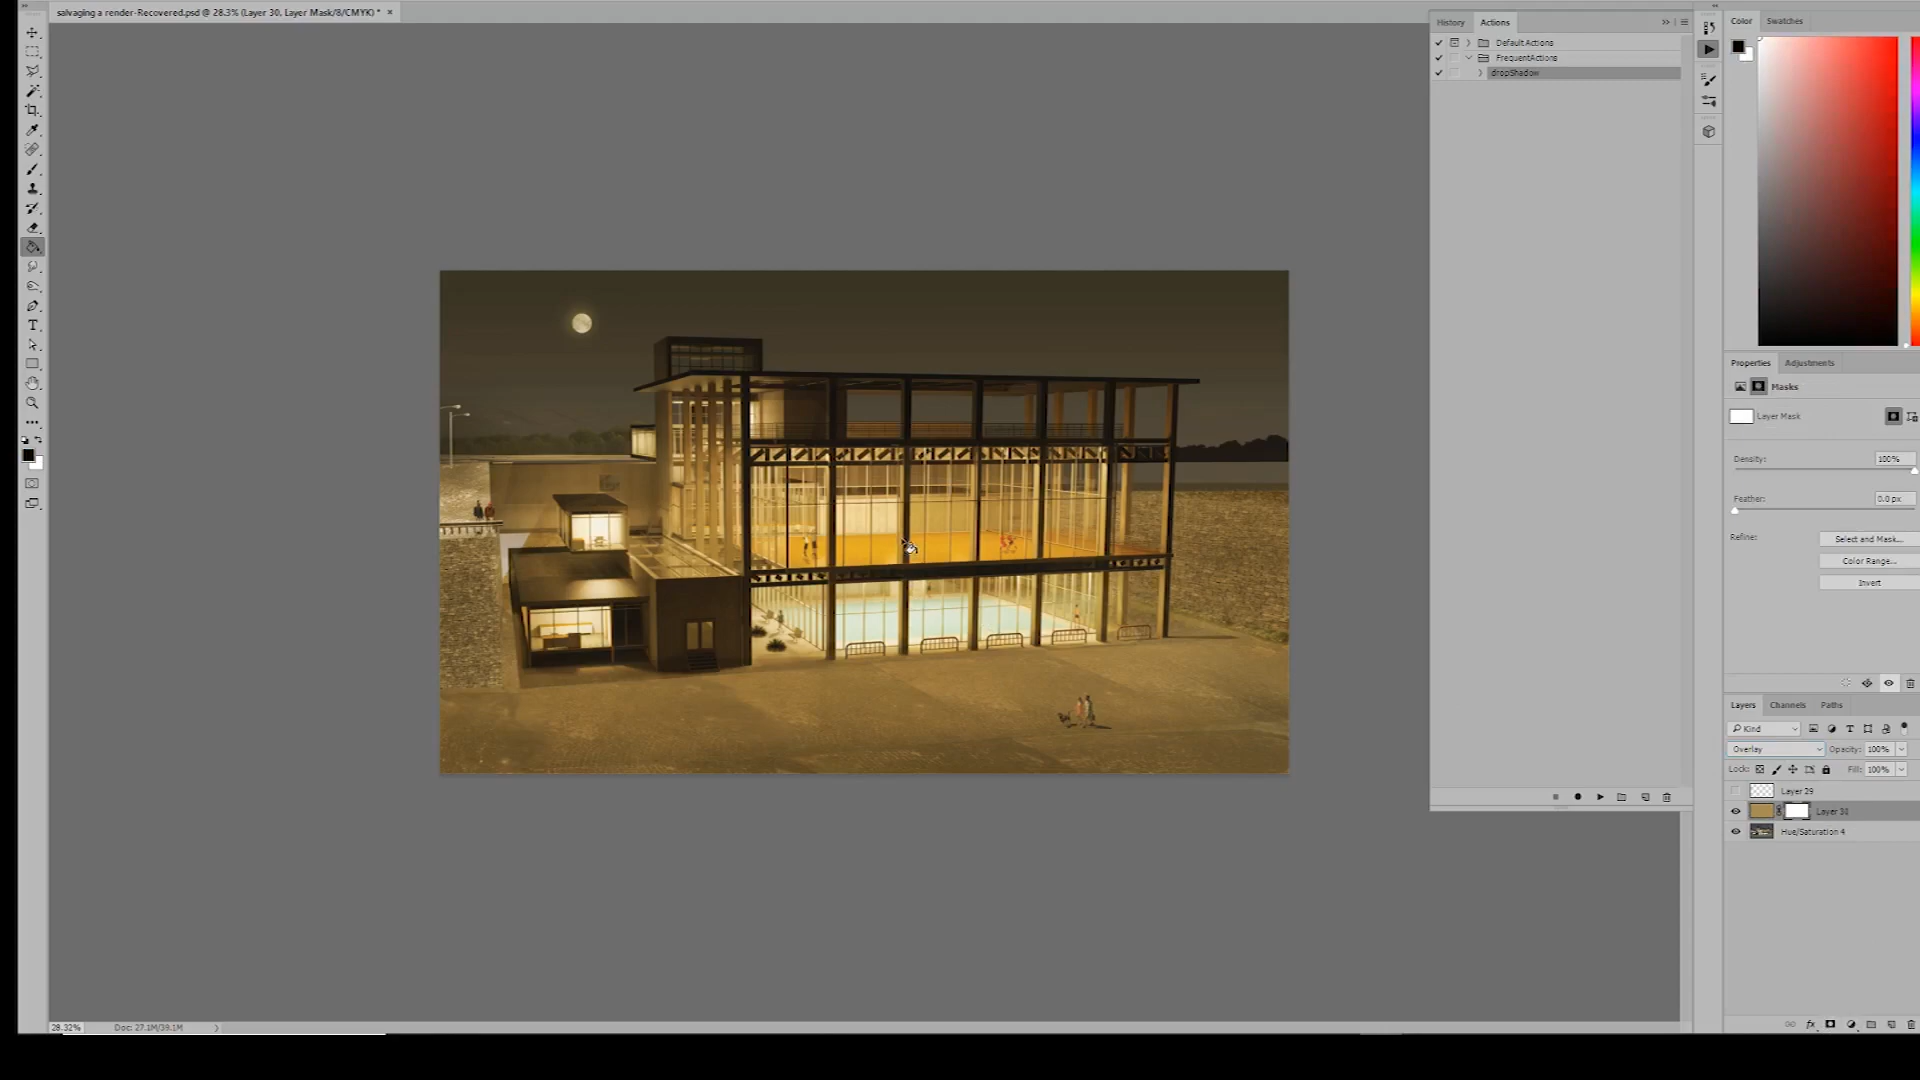 salvaging a render-Recovered.psd @ 28.3% (Layer 30, Layer Mask/8/CMYK) * ×
History Actions
Default Actions
FrequentActions
dropShadow
Color Swatches
Properties Adjustments
Masks
Layer Mask
Density: 100%
Feather: 0.0 px
Refine: Select and Mask...
Color Range...
Invert
Layers Channels Paths
Kind
Overlay Opacity: 100%
Lock: Fill: 100%
Layer 29
Layer 30
Hue/Saturation 4
28.32% Doc: 27.1M/39.1M